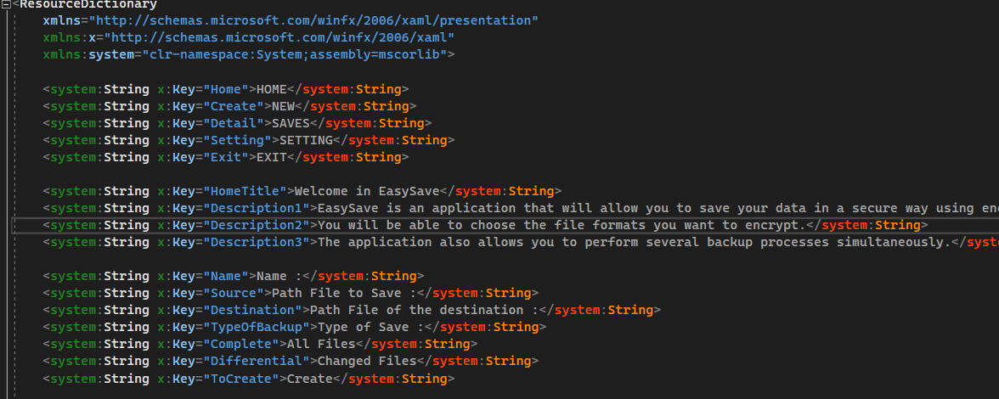 <ResourceDictionary
xmlns="http://schemas.microsoft.com/winfx/2006/xaml/presentation"
xmlns:x="http://schemas.microsoft.com/winfx/2006/xaml"
xmlns:system="clr-namespace:System;assembly=mscorlib">
<system:String x:Key="Home">HOME</system:String>
<system:String x:Key="Create">NEW</system:String>
<system:String x:Key="Detail">SAVES</system:String>
<system:String x:Key="Setting">SETTING</system:String>
<system:String x:Key="Exit">EXIT</system:String>
<system:String x:Key="HomeTitle">Welcome in EasySave</system:String>
<system:String x:Key="Description1">EasySave is an application that will allow you to save your data in a secure way using
<system:String x:Key="Description2">You will be able to choose the file formats you want to encrypt.</system:String>
<system:String x:Key="Description3">The application also allows you to perform several backup processes simultaneously.</
<system:String x:Key="Name">Name :</system:String>
<system:String x:Key="Source">Path File to Save :</system:String>
<system:String x:Key="Destination">Path File of the destination :</system:String>
<system:String x:Key="TypeOfBackup">Type of Save :</system:String>
<system:String x:Key="Complete">All Files</system:String>
<system:String x:Key="Differential">Changed Files</system:String>
<system:String x:Key="ToCreate">Create</system:String>